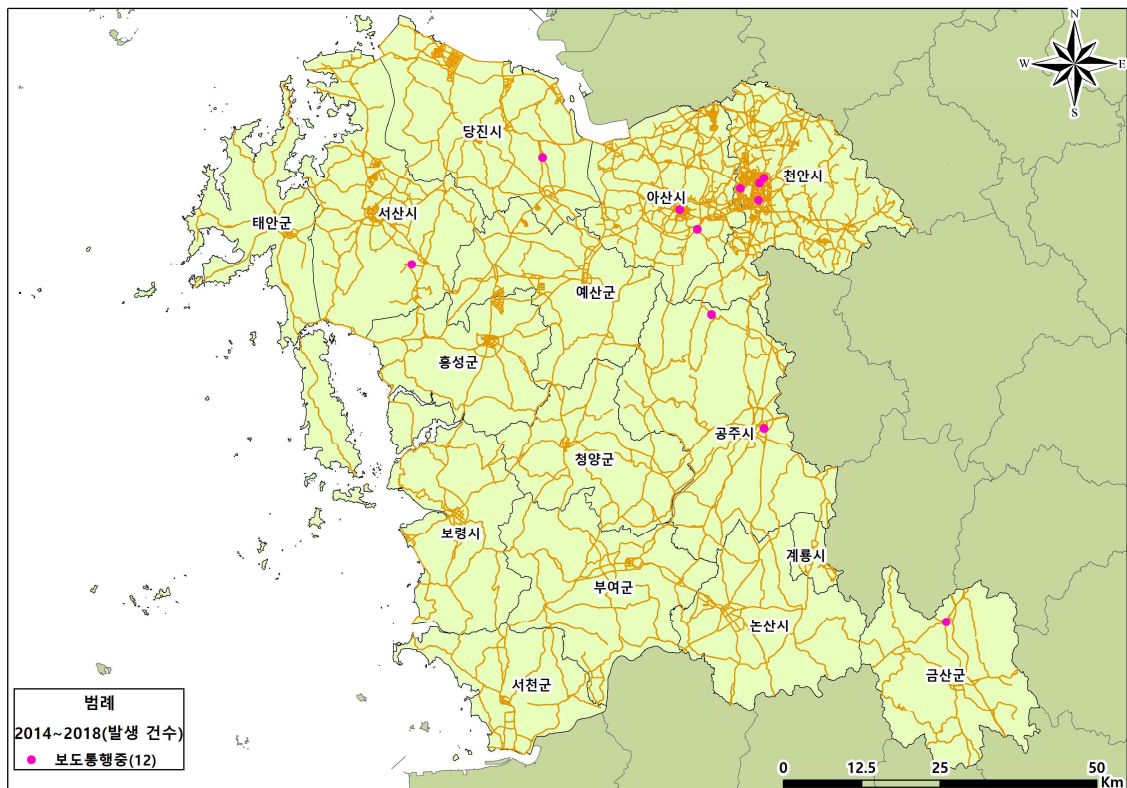 N
W
E
S
당진시
천안시
아산시
서산시
태안군
예산군
홍성군
공주시
청양군
보령시
계룡시
부여군
논산시
금산군
서천군
범례
2014~2018(발생 건수)
보도통행중(12)
0
12.5
25
50
Km